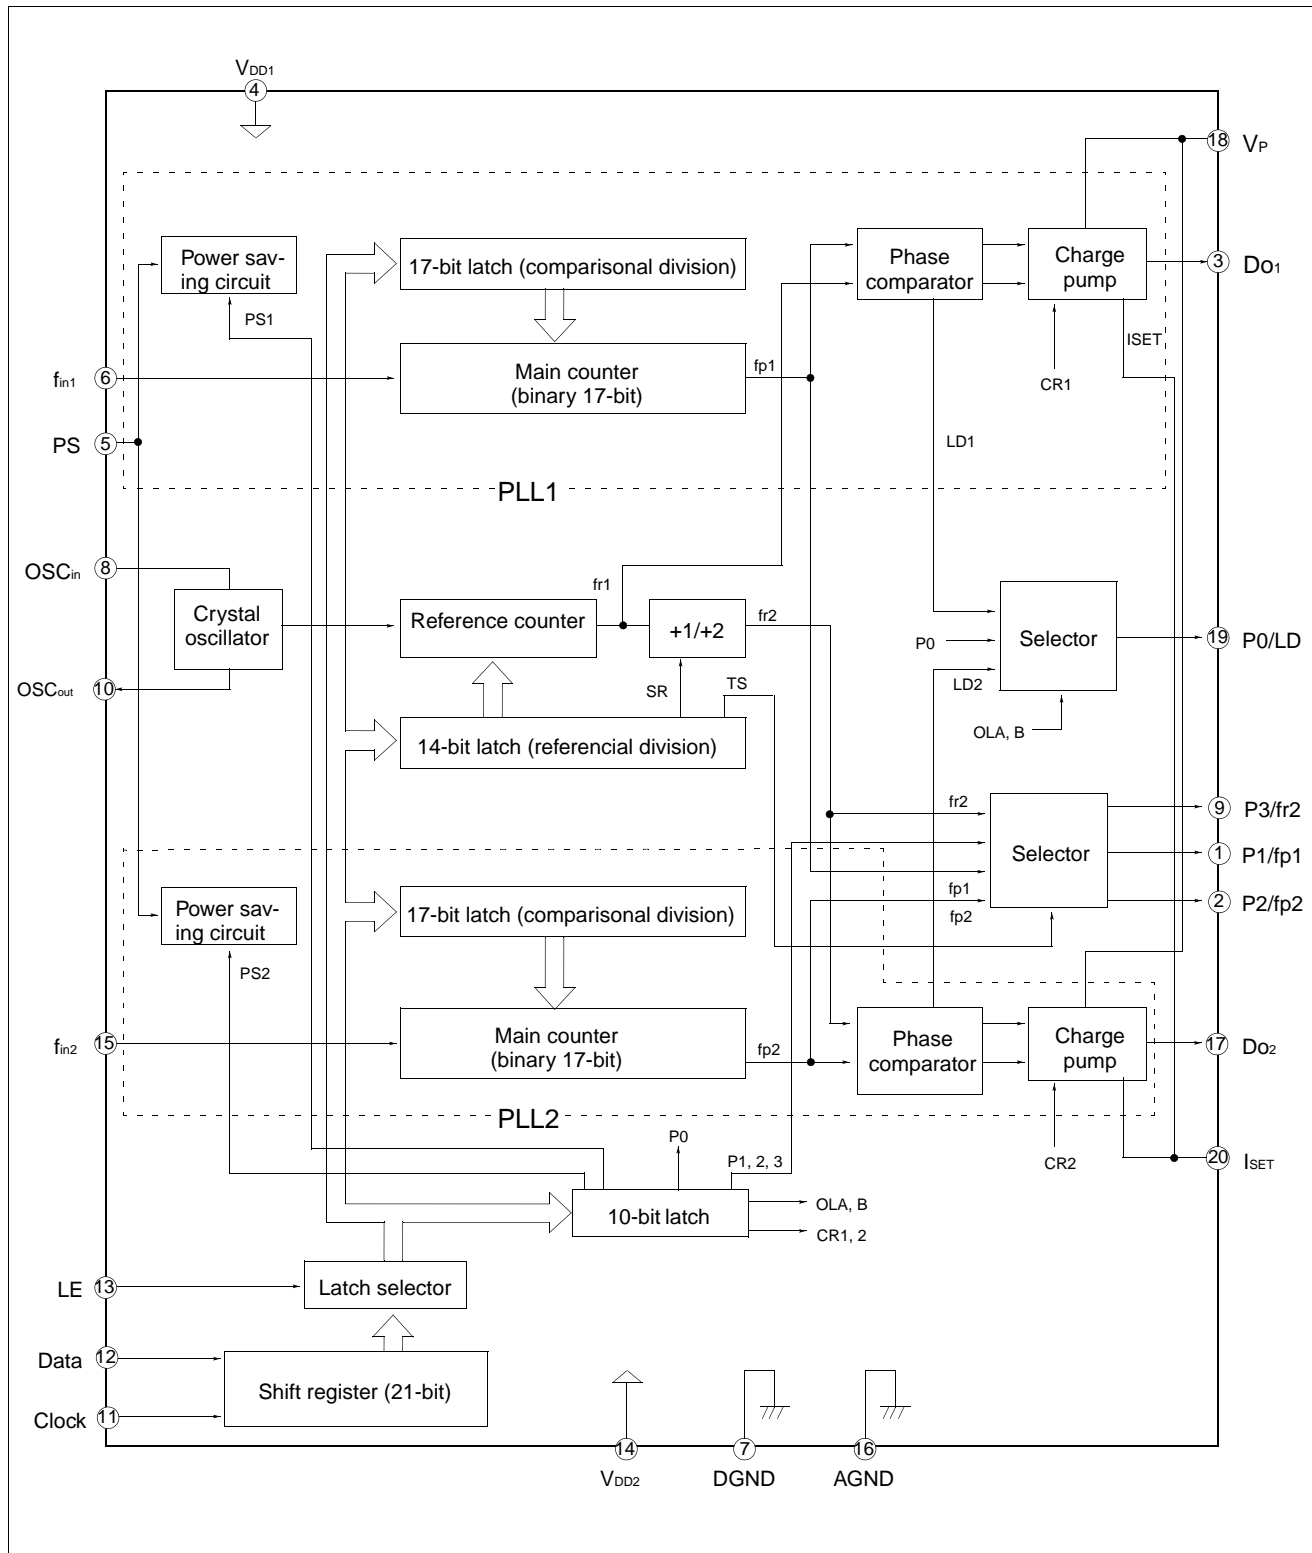 VDD1
4
18
VP
Power sav-
ing circuit
17-bit latch (comparisonal division)
Phase
comparator
Charge
pump
3
Do1
PS1
ISET
fin1
6
Main counter
(binary 17-bit)
fp1
CR1
PS
5
LD1
PLL1
OSCin
8
Crystal
oscillator
Reference counter
fr1
+1/+2
fr2
P0
Selector
19
P0/LD
OSCout
10
SR
TS
LD2
14-bit latch (referencial division)
OLA, B
fr2
9
P3/fr2
Selector
1
P1/fp1
Power sav-
ing circuit
17-bit latch (comparisonal division)
fp1
fp2
2
P2/fp2
PS2
fin2
15
Main counter
(binary 17-bit)
fp2
Phase
comparator
Charge
pump
17
Do2
PLL2
P0
P1, 2, 3
CR2
20
ISET
10-bit latch
OLA, B
CR1, 2
LE
13
Latch selector
Data
12
Shift register (21-bit)
Clock
11
14
7
16
VDD2
DGND
AGND